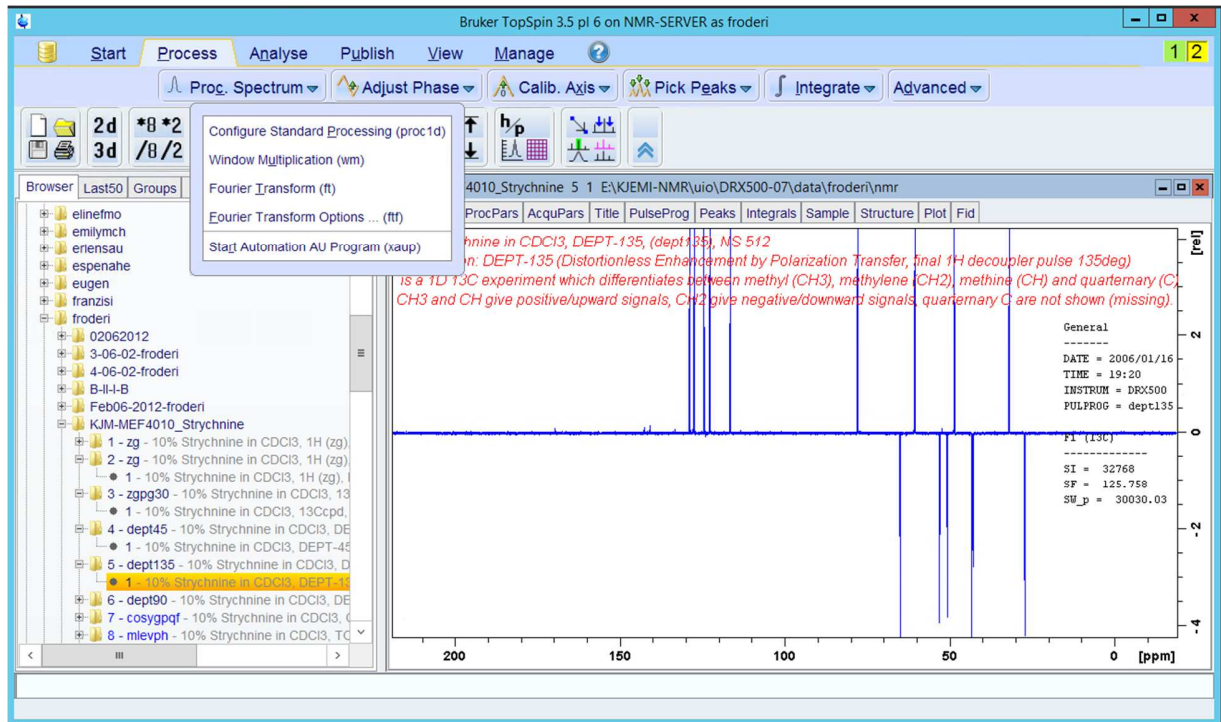 Bruker TopSpin 3.5 pl 6 on NMR-SERVER as froderi
Start Process Analyse Publish View Manage ? 1 2
Proc. Spectrum Adjust Phase Calib. Axis Pick Peaks Integrate Advanced
2d *8 *2 h/p
3d /8 /2
Configure Standard Processing (proc1d)
Window Multiplication (wm)
Fourier Transform (ft)
Fourier Transform Options ... (ftf)
Start Automation AU Program (xaup)
Browser Last50 Groups
elinefmo
emilymch
erlensau
espenahe
eugen
franzisi
froderi
02062012
3-06-02-froderi
4-06-02-froderi
B-II-I-B
Feb06-2012-froderi
KJM-MEF4010_Strychnine
1 - zg - 10% Strychnine in CDCl3, 1H (zg),
2 - zg - 10% Strychnine in CDCl3, 1H (zg),
1 - 10% Strychnine in CDCl3, 1H (zg),
3 - zgpg30 - 10% Strychnine in CDCl3, 13
1 - 10% Strychnine in CDCl3, 13Ccpd,
4 - dept45 - 10% Strychnine in CDCl3, DE
1 - 10% Strychnine in CDCl3, DEPT-45
5 - dept135 - 10% Strychnine in CDCl3, D
1 - 10% Strychnine in CDCl3, DEPT-13
6 - dept90 - 10% Strychnine in CDCl3, DE
7 - cosygpqf - 10% Strychnine in CDCl3, (
8 - mlevph - 10% Strychnine in CDCl3, TC
4010_Strychnine 5 1 E:\KJEMI-NMR\uio\DRX500-07\data\froderi\nmr
ProcPars AcquPars Title PulseProg Peaks Integrals Sample Structure Plot Fid
hnine in CDCl3, DEPT-135, (dept135), NS 512
on: DEPT-135 (Distortionless Enhancement by Polarization Transfer, final 1H decoupler pulse 135deg)
is a 1D 13C experiment which differentiates between methyl (CH3), methylene (CH2), methine (CH) and quarternary (C)
CH3 and CH give positive/upward signals, CH2 give negative/downward signals, quarternary C are not shown (missing).
General
-------
DATE = 2006/01/16
TIME = 19:20
INSTRUM = DRX500
PULPROG = dept135
F1 (13C)
-------------
SI = 32768
SF = 125.758
SW_p = 30030.03
[rel]
2
0
-2
-4
200 150 100 50 0 [ppm]